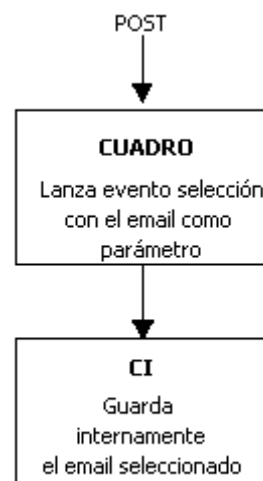 POST
CUADRO
Lanza evento selección
con el email como
parámetro
CI
Guarda
internamente
el email seleccionado